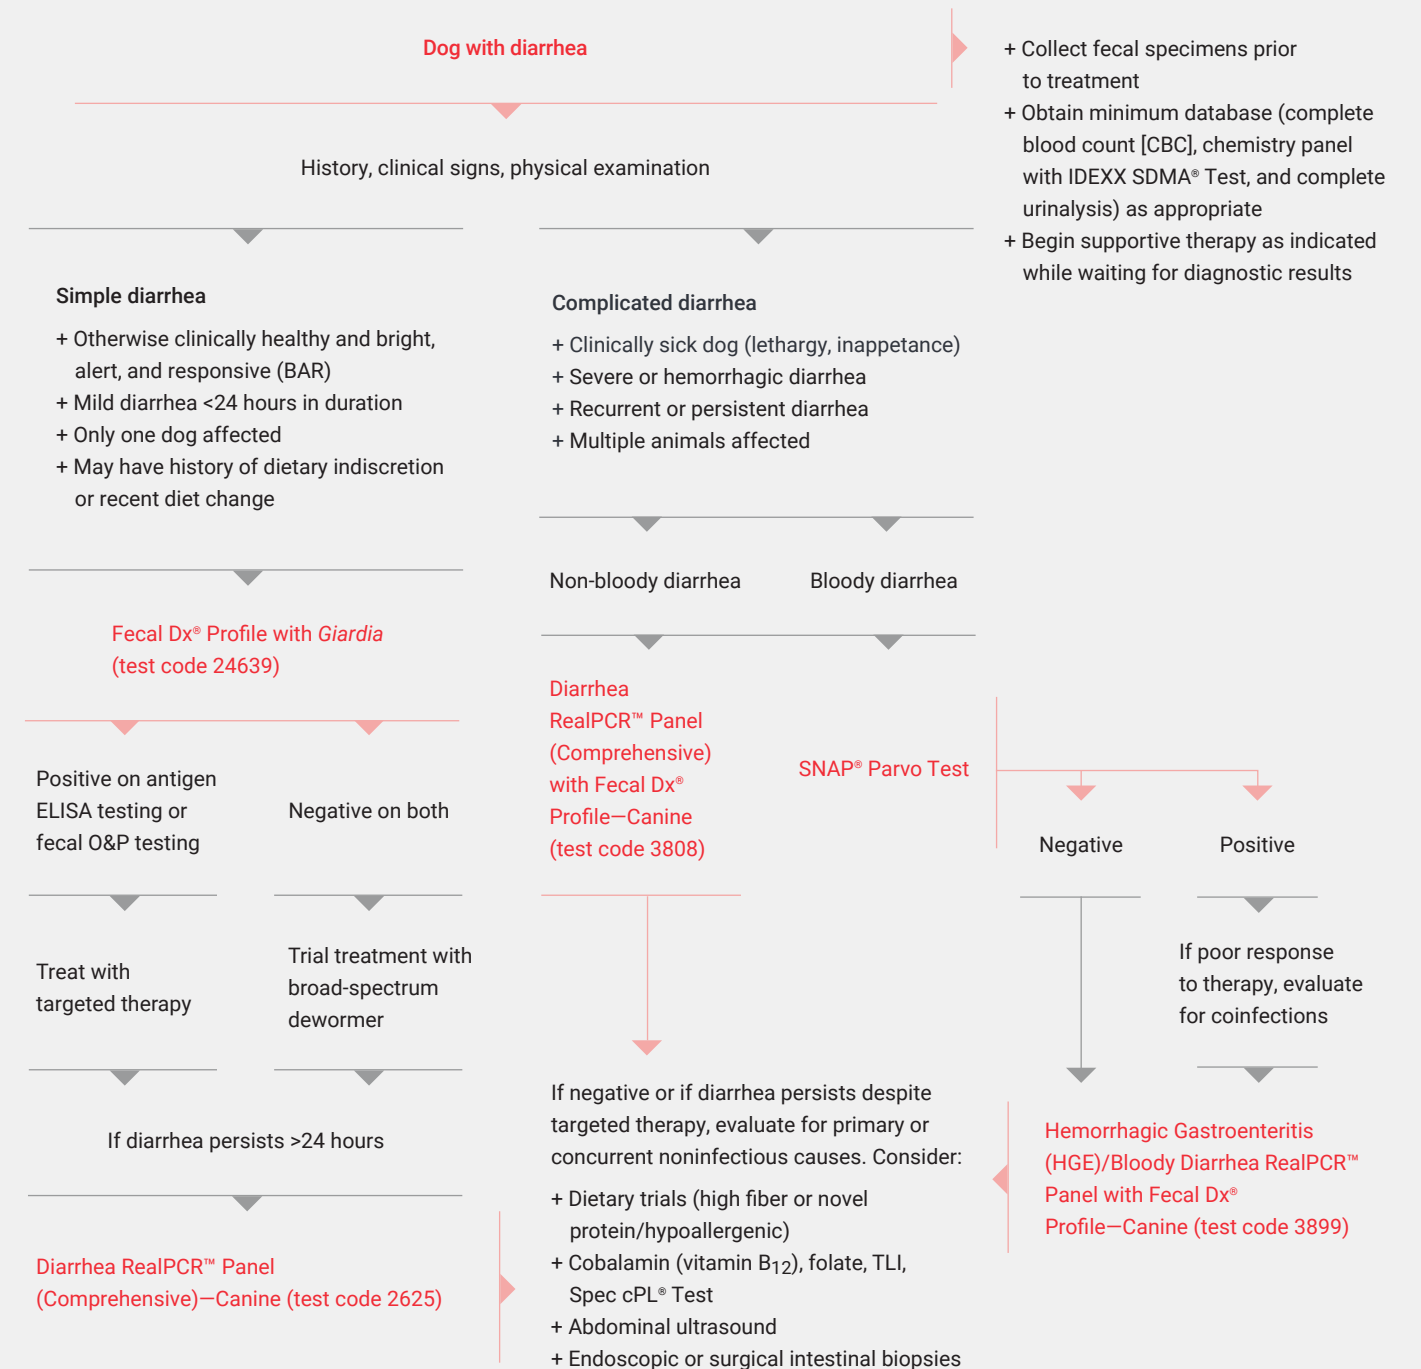 Dog with diarrhea
+ Collect fecal specimens prior
to treatment
+ Obtain minimum database (complete
blood count [CBC], chemistry panel
with IDEXX SDMA® Test, and complete
urinalysis) as appropriate
+ Begin supportive therapy as indicated
while waiting for diagnostic results
History, clinical signs, physical examination
Simple diarrhea
+ Otherwise clinically healthy and bright,
alert, and responsive (BAR)
+ Mild diarrhea <24 hours in duration
+ Only one dog affected
+ May have history of dietary indiscretion
or recent diet change
Complicated diarrhea
+ Clinically sick dog (lethargy, inappetance)
+ Severe or hemorrhagic diarrhea
+ Recurrent or persistent diarrhea
+ Multiple animals affected
Non-bloody diarrhea
Bloody diarrhea
Fecal Dx® Profile with Giardia
(test code 24639)
Positive on antigen
ELISA testing or
fecal O&P testing
Negative on both
Treat with
targeted therapy
Trial treatment with
broad-spectrum
dewormer
If diarrhea persists >24 hours
Diarrhea RealPCR™ Panel
(Comprehensive)—Canine (test code 2625)
Diarrhea
RealPCR™ Panel
(Comprehensive)
with Fecal Dx®
Profile—Canine
(test code 3808)
SNAP® Parvo Test
Negative
Positive
If poor response
to therapy, evaluate
for coinfections
Hemorrhagic Gastroenteritis
(HGE)/Bloody Diarrhea RealPCR™
Panel with Fecal Dx®
Profile—Canine (test code 3899)
If negative or if diarrhea persists despite
targeted therapy, evaluate for primary or
concurrent noninfectious causes. Consider:
+ Dietary trials (high fiber or novel
protein/hypoallergenic)
+ Cobalamin (vitamin B12), folate, TLI,
Spec cPL® Test
+ Abdominal ultrasound
+ Endoscopic or surgical intestinal biopsies